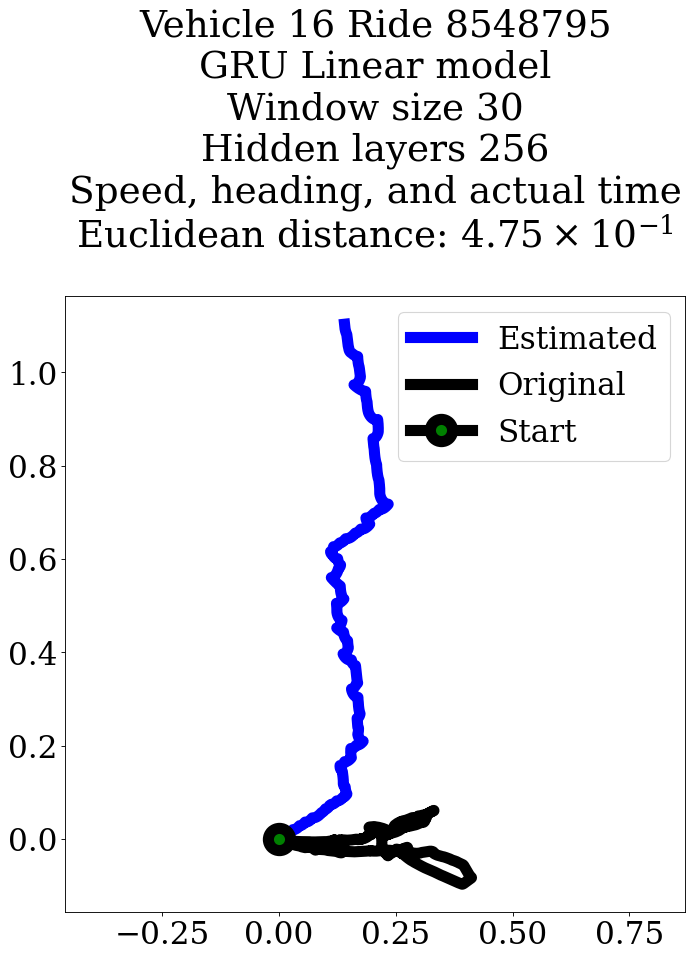 Vehicle 16 Ride 8548795
GRU Linear model
Window size 30
Hidden layers 256
Speed, heading, and actual time
Euclidean distance: 4.75 × 10⁻¹
Estimated
Original
Start
1.0
0.8
0.6
0.4
0.2
0.0
−0.25 0.00 0.25 0.50 0.75